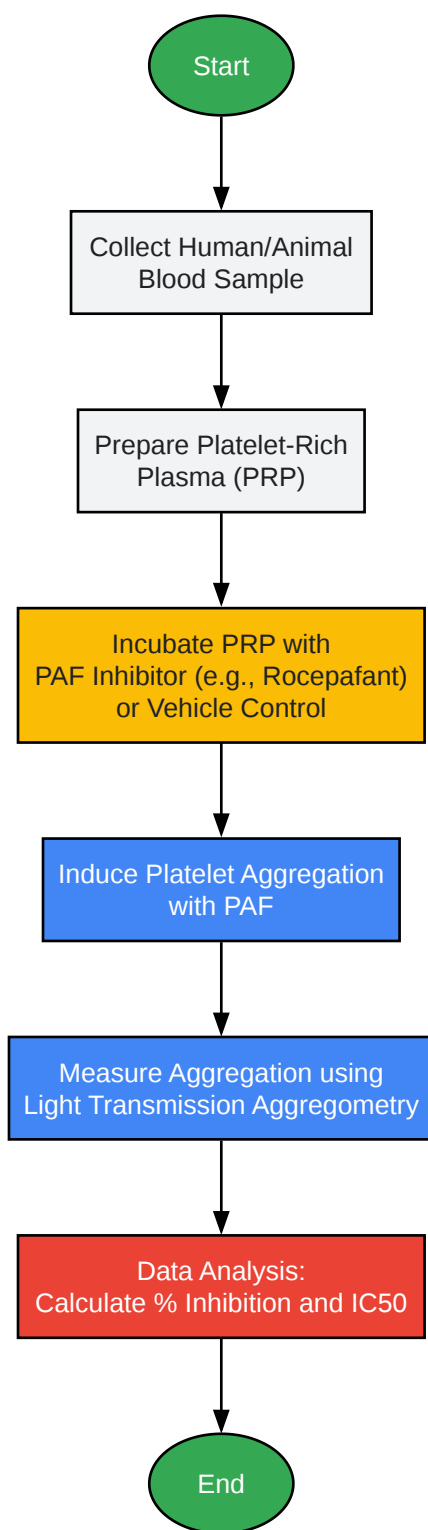 Start
Collect Human/Animal
Blood Sample
Prepare Platelet-Rich
Plasma (PRP)
Incubate PRP with
PAF Inhibitor (e.g., Rocepafant)
or Vehicle Control
Induce Platelet Aggregation
with PAF
Measure Aggregation using
Light Transmission Aggregometry
Data Analysis:
Calculate % Inhibition and IC50
End